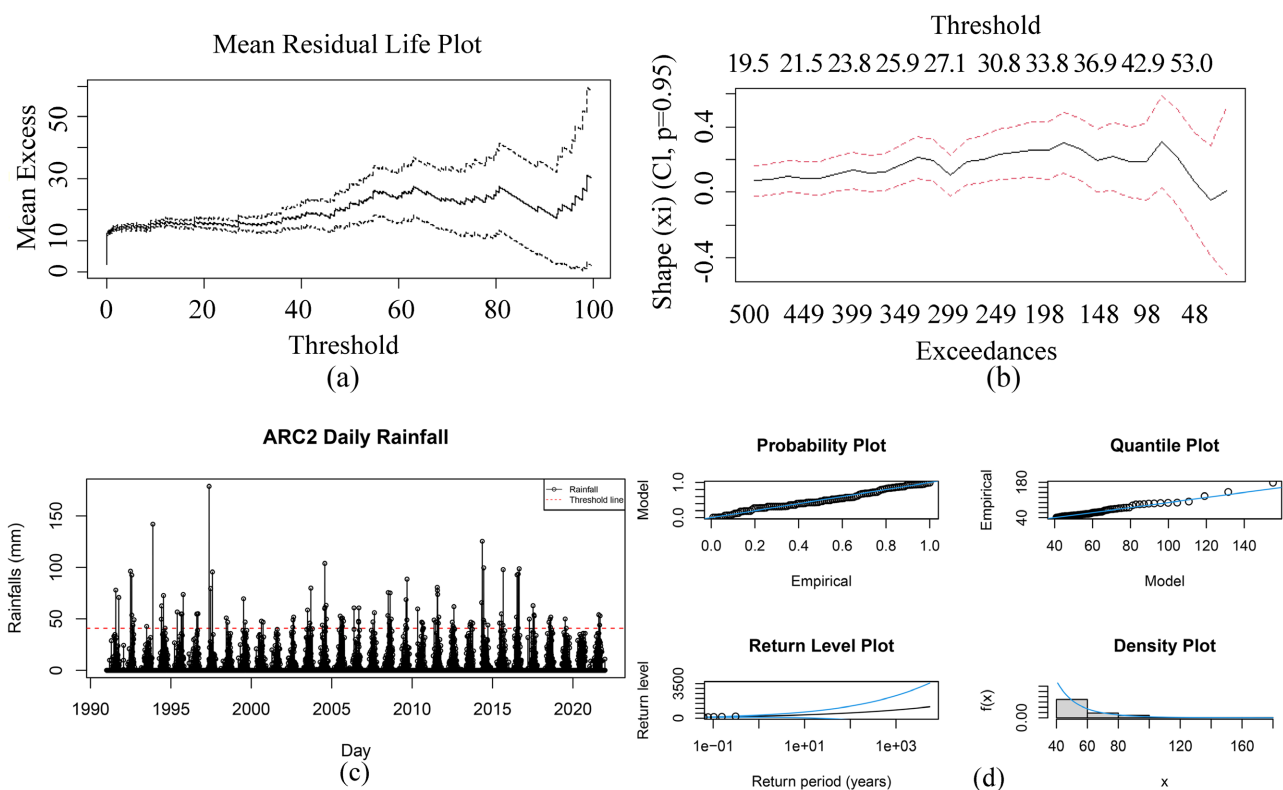 Mean Residual Life Plot
Mean Excess
0 10 30 50
0 20 40 60 80 100
Threshold
(a)
Threshold
19.5 21.5 23.8 25.9 27.1 30.8 33.8 36.9 42.9 53.0
Shape (xi) (CI, p=0.95)
-0.4 0.0 0.4
500 449 399 349 299 249 198 148 98 48
Exceedances
(b)
ARC2 Daily Rainfall
Rainfall
Threshold line
Rainfalls (mm)
0 50 100 150
1990 1995 2000 2005 2010 2015 2020
Day
(c)
Probability Plot
Model
0.0 1.0
0.0 0.2 0.4 0.6 0.8 1.0
Empirical
Quantile Plot
Empirical
40 180
40 60 80 100 120 140
Model
Return Level Plot
Return level
0 3500
1e−01 1e+01 1e+03
Return period (years)
Density Plot
f(x)
0.00
40 60 80 120 160
x
(d)